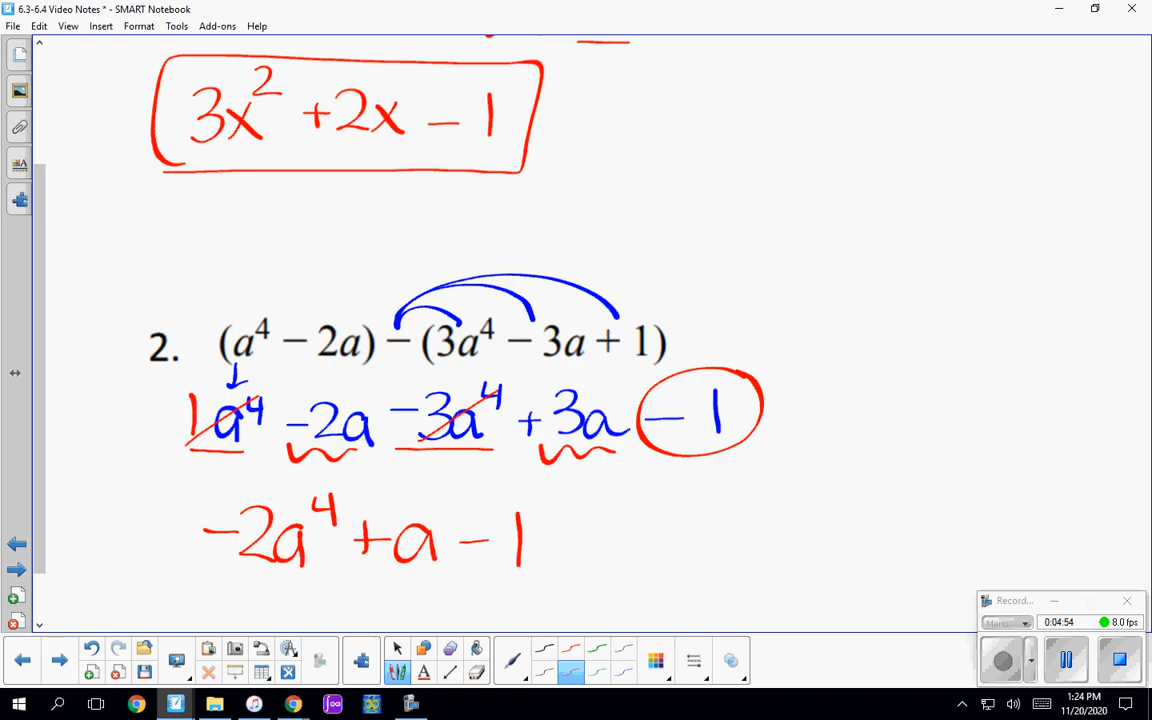 6.3-6.4 Video Notes * - SMART Notebook
File Edit View Insert Format Tools Add-ons Help
3x² + 2x - 1
2. (a⁴ − 2a) − (3a⁴ − 3a + 1)
1a⁴ - 2a - 3a⁴ + 3a - 1
-2a⁴ + a - 1
Record...
Menu 0:04:54 8.0 fps
1:24 PM
11/20/2020